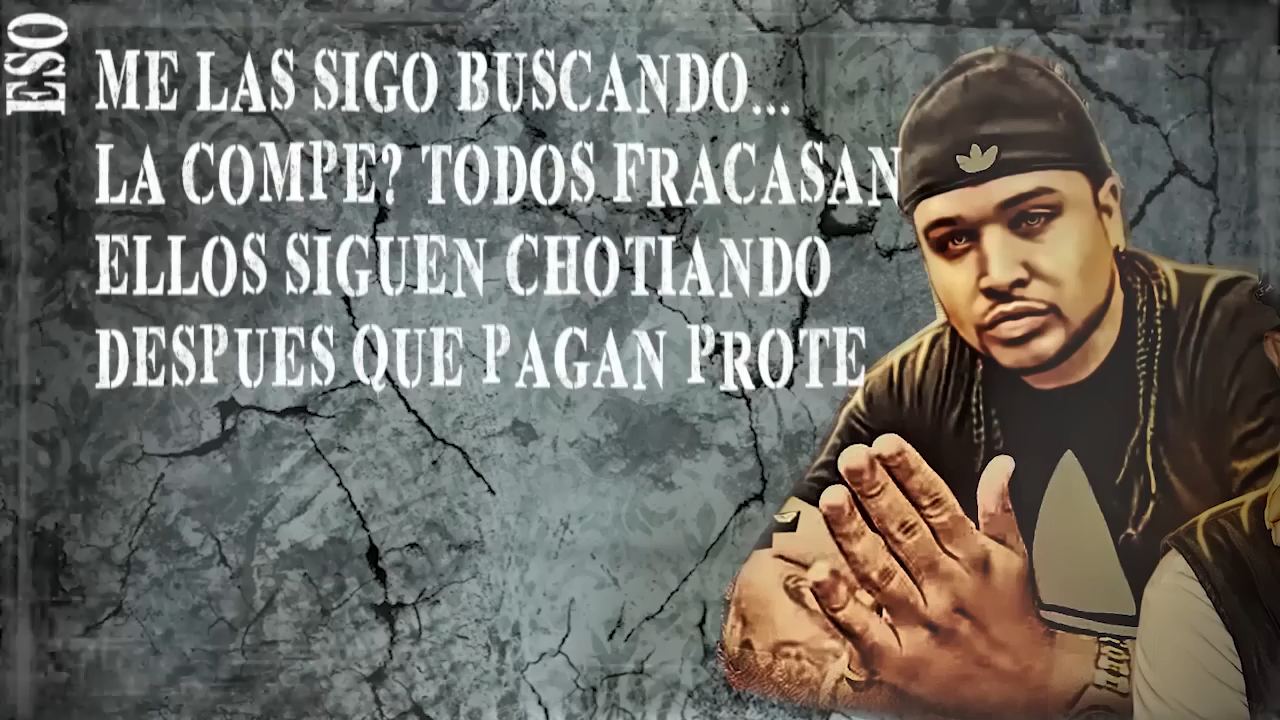 ESO
ME LAS SIGO BUSCANDO...
LA COMPE? TODOS FRACASAN
ELLOS SIGUEN CHOTIANDO
DESPUES QUE PAGAN PROTE